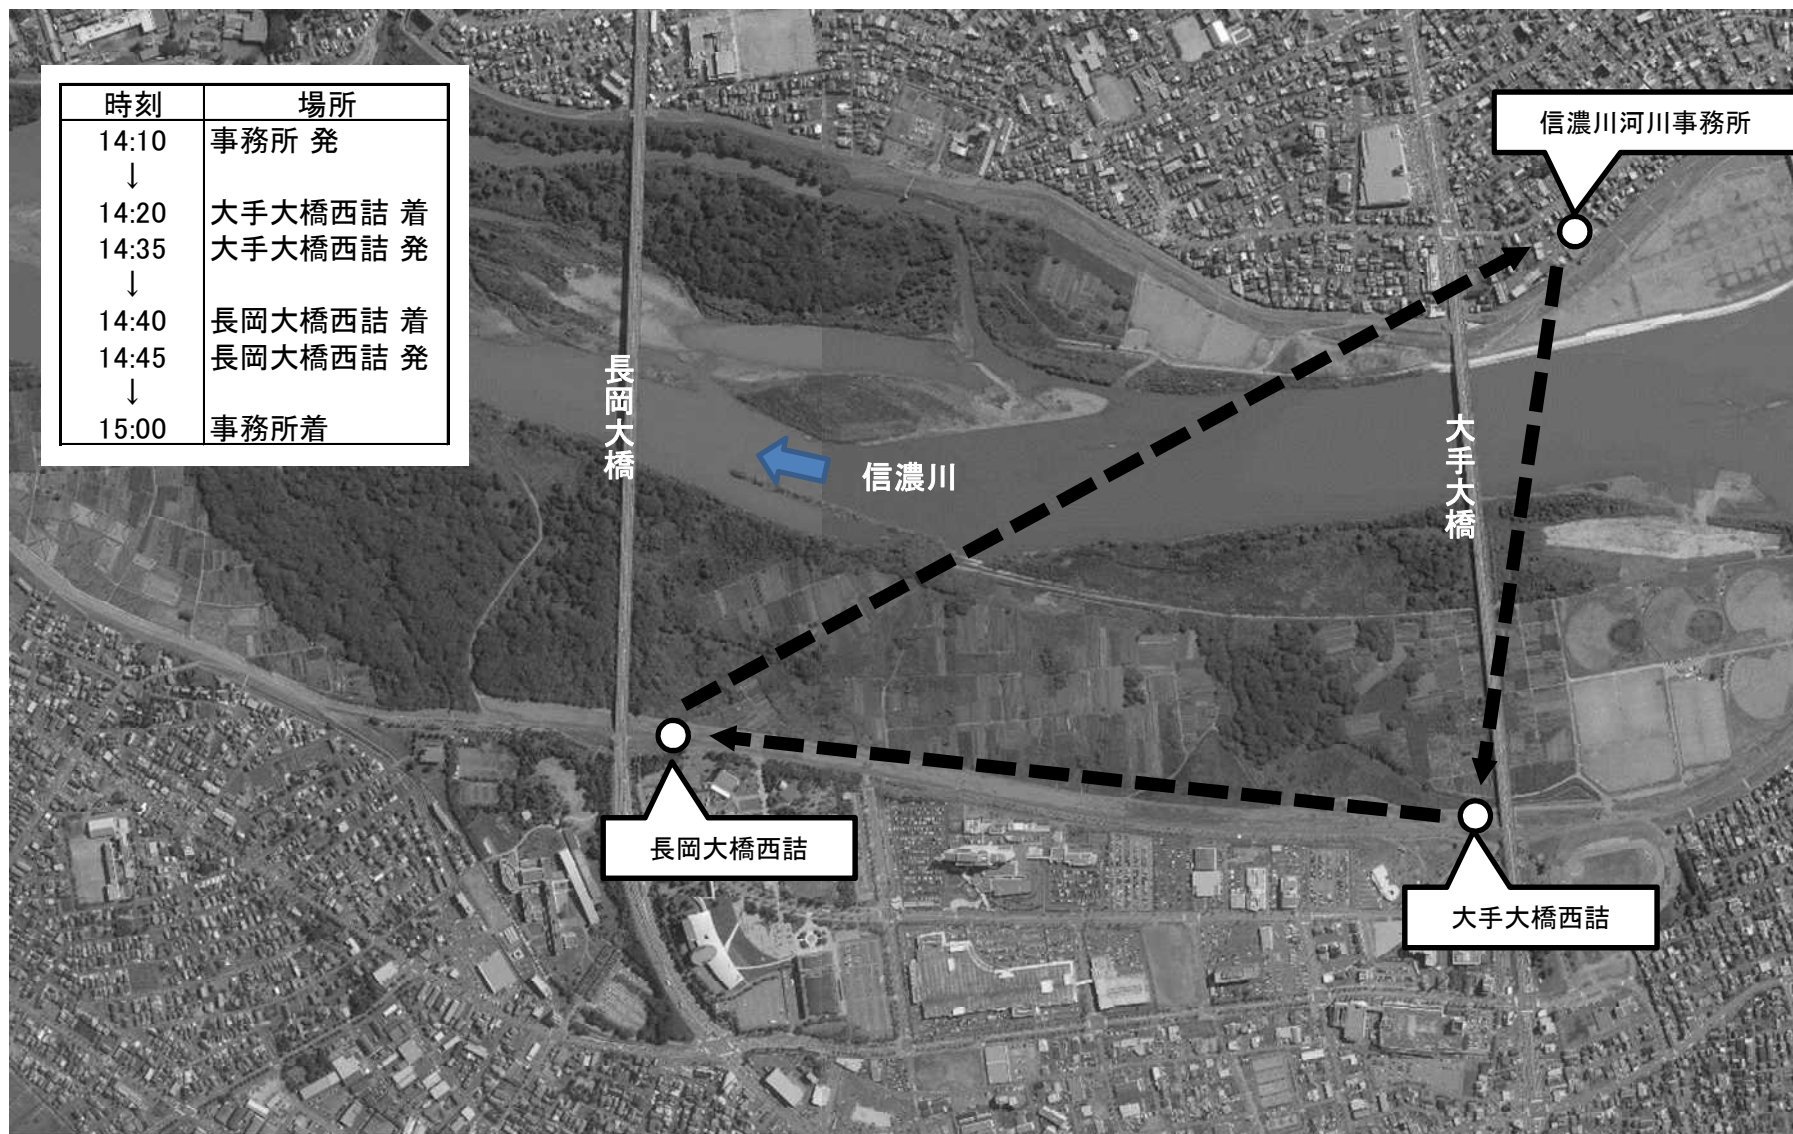 時刻 場所
14:10 事務所 発
↓
14:20 大手大橋西詰 着
14:35 大手大橋西詰 発
↓
14:40 長岡大橋西詰 着
14:45 長岡大橋西詰 発
↓
15:00 事務所着
信濃川河川事務所
長岡大橋
大手大橋
信濃川
長岡大橋西詰
大手大橋西詰